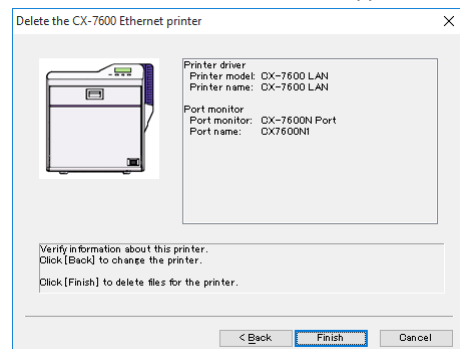 Delete the CX-7600 Ethernet printer
Printer driver
Printer model: CX-7600 LAN
Printer name: CX-7600 LAN
Port monitor
Port monitor: CX-7600N Port
Port name: CX7600N1
Verify information about this printer.
Click [Back] to change the printer.
Click [Finish] to delete files for the printer.
< Back
Finish
Cancel